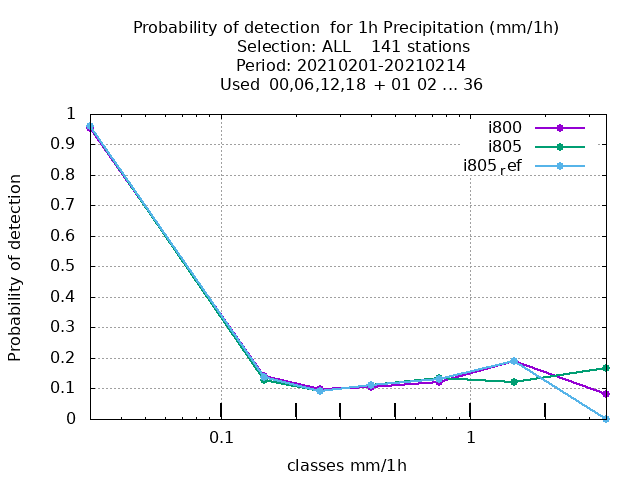 Probability of detection  for 1h Precipitation (mm/1h)
Selection: ALL    141 stations
Period: 20210201-20210214
Used  00,06,12,18  + 01 02 ... 36
i800
i805
i805ref
1
0.9
0.8
0.7
0.6
0.5
0.4
0.3
0.2
0.1
0
Probability of detection
0.1
1
classes mm/1h